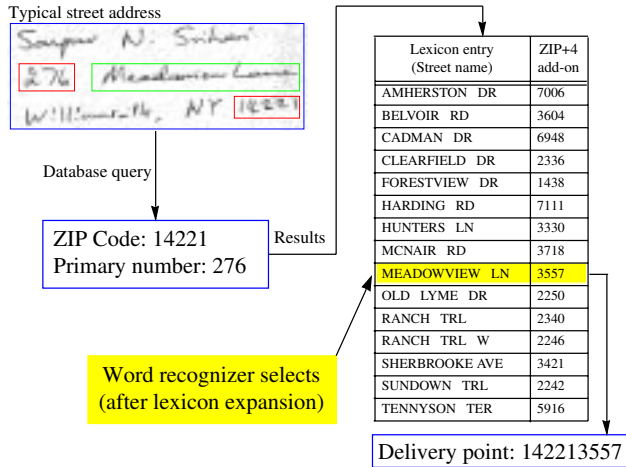 Typical street address
Sargur N. Srihari
276 Meadowview Lane
Williamsville, NY 14221
Database query
ZIP Code: 14221
Primary number: 276
Results
Lexicon entry (Street name) ZIP+4 add-on
AMHERSTON DR 7006
BELVOIR RD 3604
CADMAN DR 6948
CLEARFIELD DR 2336
FORESTVIEW DR 1438
HARDING RD 7111
HUNTERS LN 3330
MCNAIR RD 3718
MEADOWVIEW LN 3557
OLD LYME DR 2250
RANCH TRL 2340
RANCH TRL W 2246
SHERBROOKE AVE 3421
SUNDOWN TRL 2242
TENNYSON TER 5916
Word recognizer selects
(after lexicon expansion)
Delivery point: 142213557